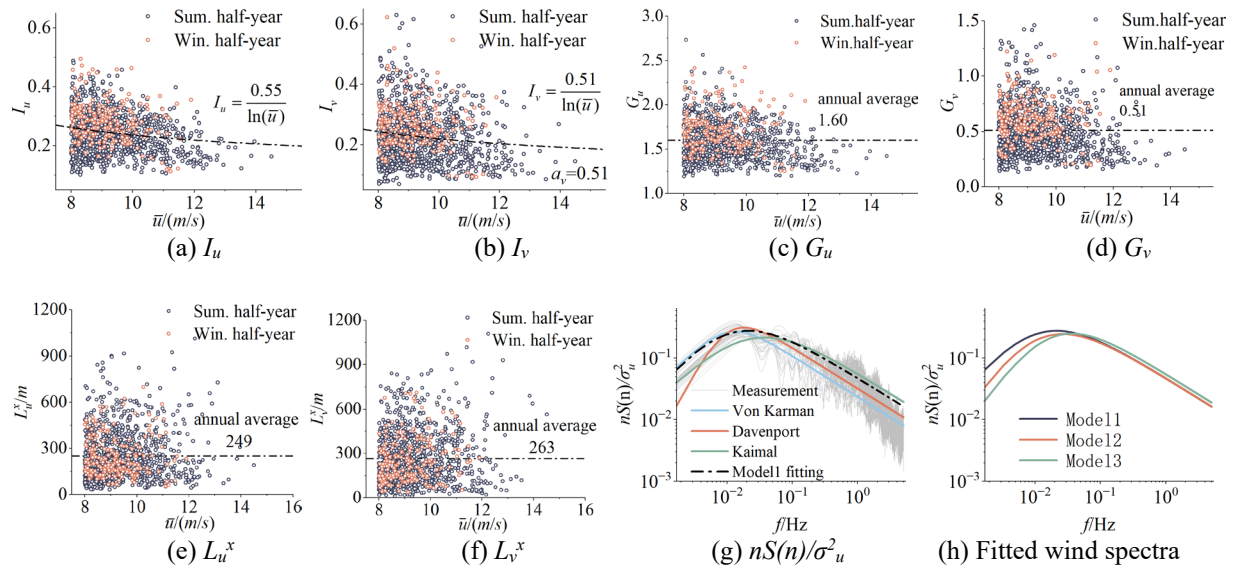 0.6
0.4
0.2
I_u
Sum. half-year
Win. half-year
I_u = 0.55 / ln(ū)
8 10 12 14
ū/(m/s)
(a) I_u
0.6
0.4
0.2
I_v
Sum. half-year
Win. half-year
I_v = 0.51 / ln(ū)
a_v=0.51
8 10 12 14
ū/(m/s)
(b) I_v
3.0
2.5
2.0
1.5
1.0
G_u
Sum.half-year
Win.half-year
annual average
1.60
8 10 12 14
ū/(m/s)
(c) G_u
1.5
1.0
0.5
0.0
G_v
Sum.half-year
Win.half-year
annual average
0.51
8 10 12 14
ū/(m/s)
(d) G_v
1200
900
600
300
0
L_u^x/m
Sum. half-year
Win. half-year
annual average
249
8 10 12 14 16
ū/(m/s)
(e) L_u^x
1200
900
600
300
0
L_v^x/m
Sum. half-year
Win. half-year
annual average
263
8 10 12 14 16
ū/(m/s)
(f) L_v^x
10^-1
10^-2
10^-3
nS(n)/σ_u^2
Measurement
Von Karman
Davenport
Kaimal
Model1 fitting
10^-2 10^-1 10^0
f/Hz
(g) nS(n)/σ^2_u
10^-1
10^-2
10^-3
nS(n)/σ_u^2
Model1
Model2
Model3
10^-2 10^-1 10^0
f/Hz
(h) Fitted wind spectra